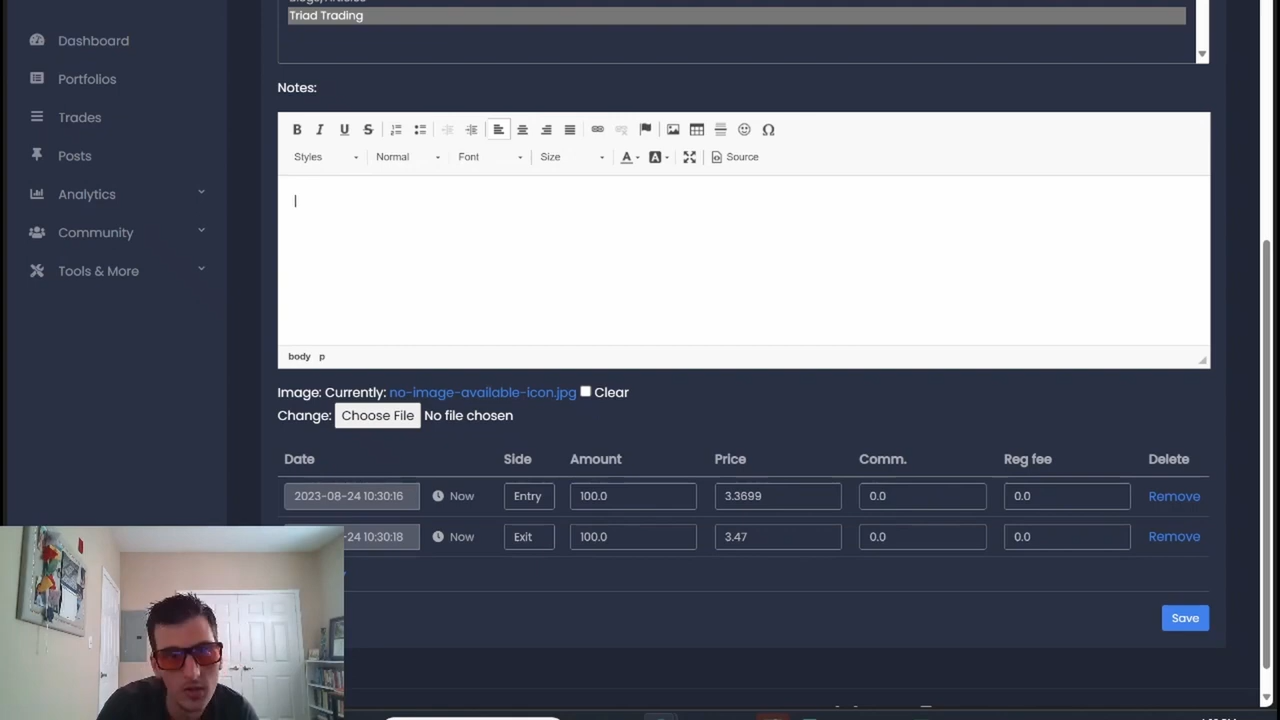 Triad Trading
Dashboard
Portfolios
Trades
Posts
Analytics
Community
Tools & More
Notes:
Styles Normal Font Size A A Source
body p
Image: Currently: no-image-available-icon.jpg Clear
Change: Choose File No file chosen
Date Side Amount Price Comm. Reg fee Delete
2023-08-24 10:30:16 Now Entry 100.0 3.3699 0.0 0.0 Remove
-24 10:30:18 Now Exit 100.0 3.47 0.0 0.0 Remove
Save